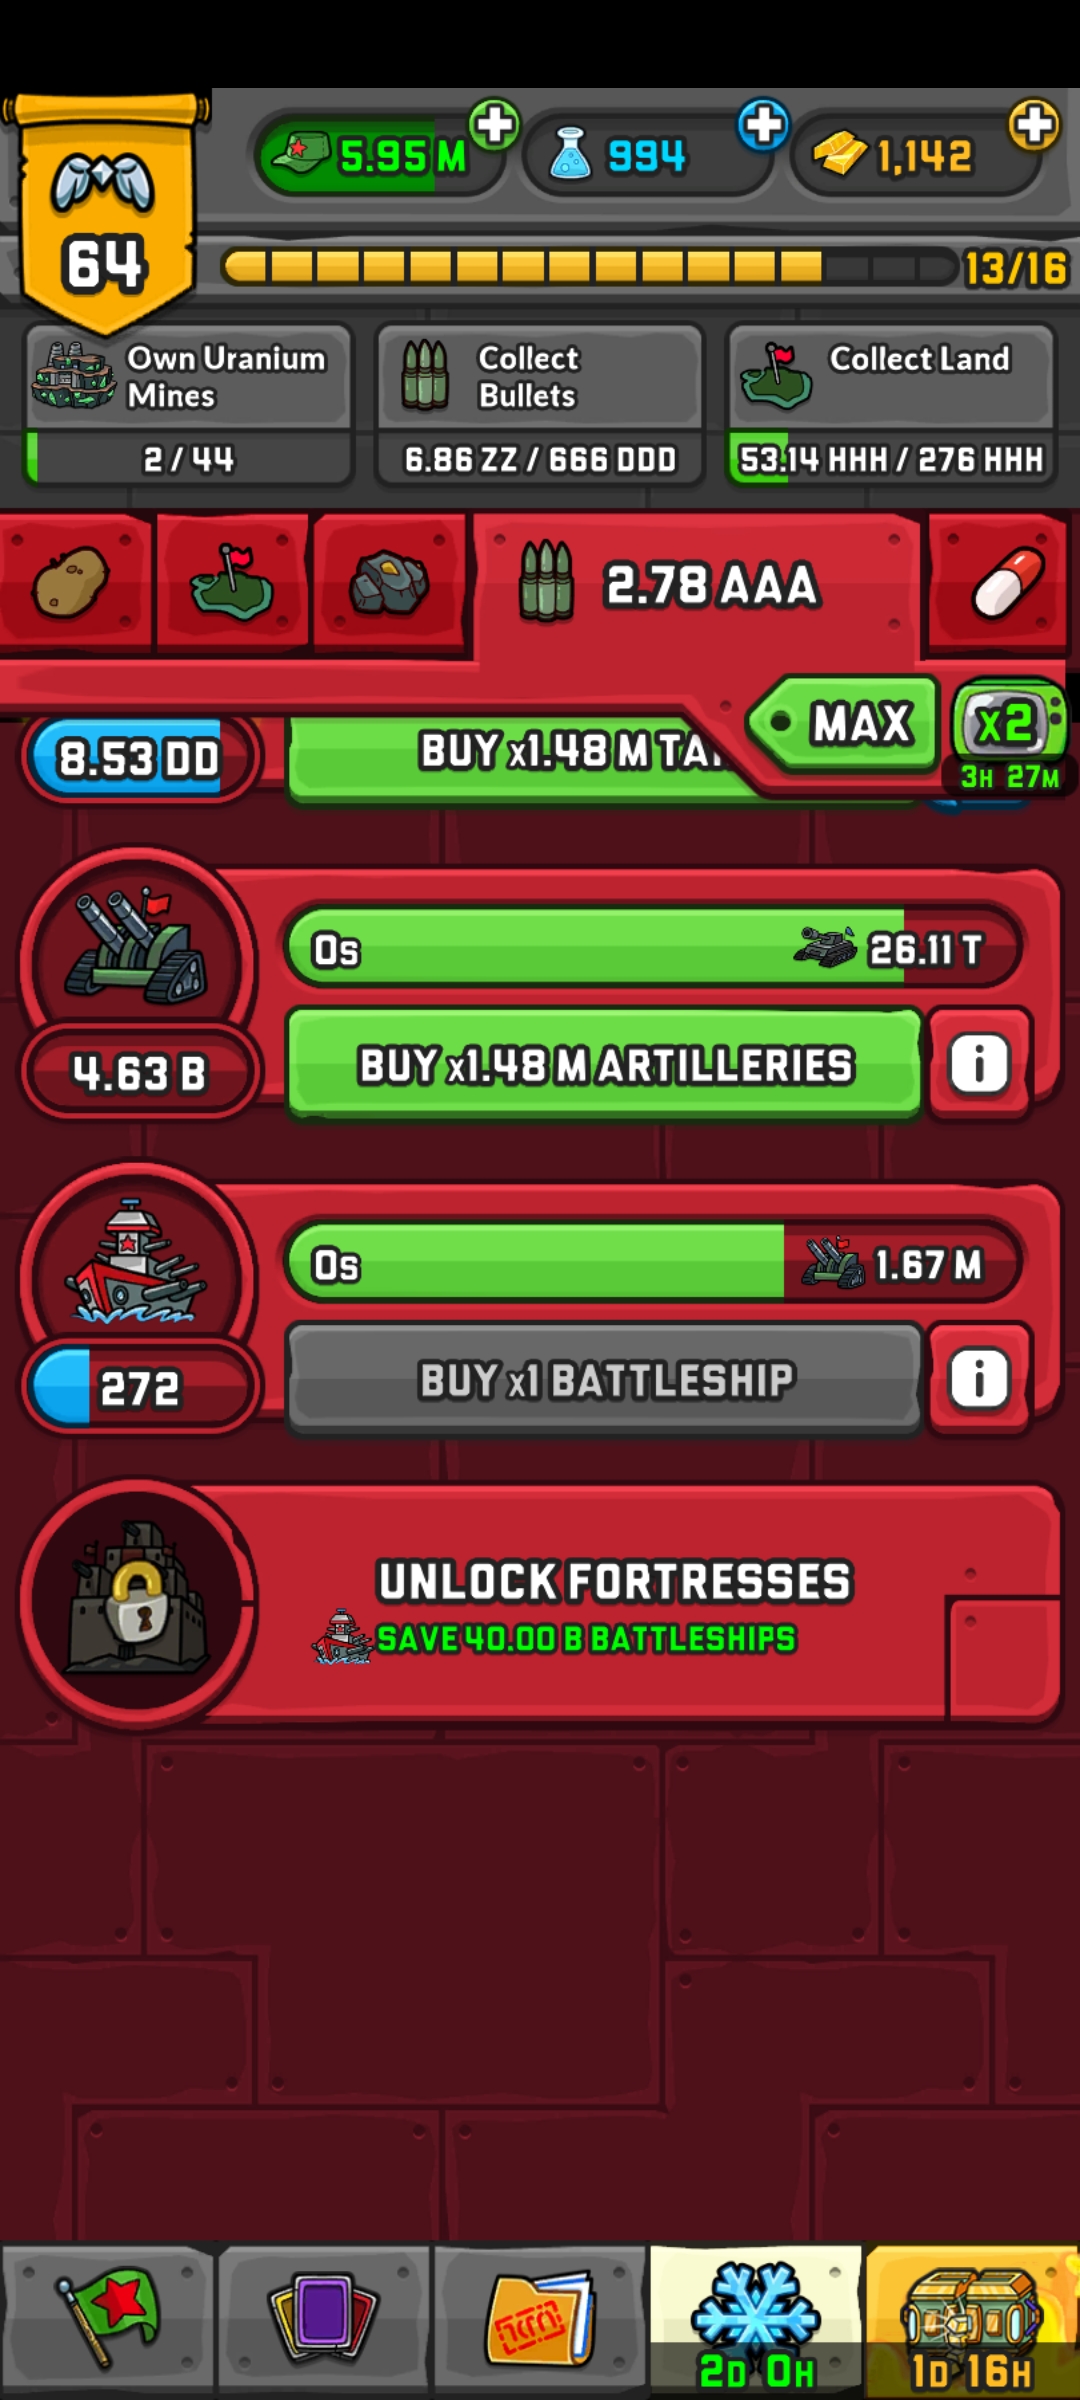 5.95 M
994
1,142
64
13/16
Own Uranium
Mines
2 / 44
Collect
Bullets
6.86 ZZ / 666 DDD
Collect Land
53.14 HHH / 276 HHH
2.78 AAA
MAX
x2
3H 27M
8.53 DD
BUY x1.48 M TA
0s
26.11 T
4.63 B
BUY x1.48 M ARTILLERIES
i
0s
1.67 M
272
BUY x1 BATTLESHIP
i
UNLOCK FORTRESSES
SAVE 40.00 B BATTLESHIPS
2D 0H
1D 16H